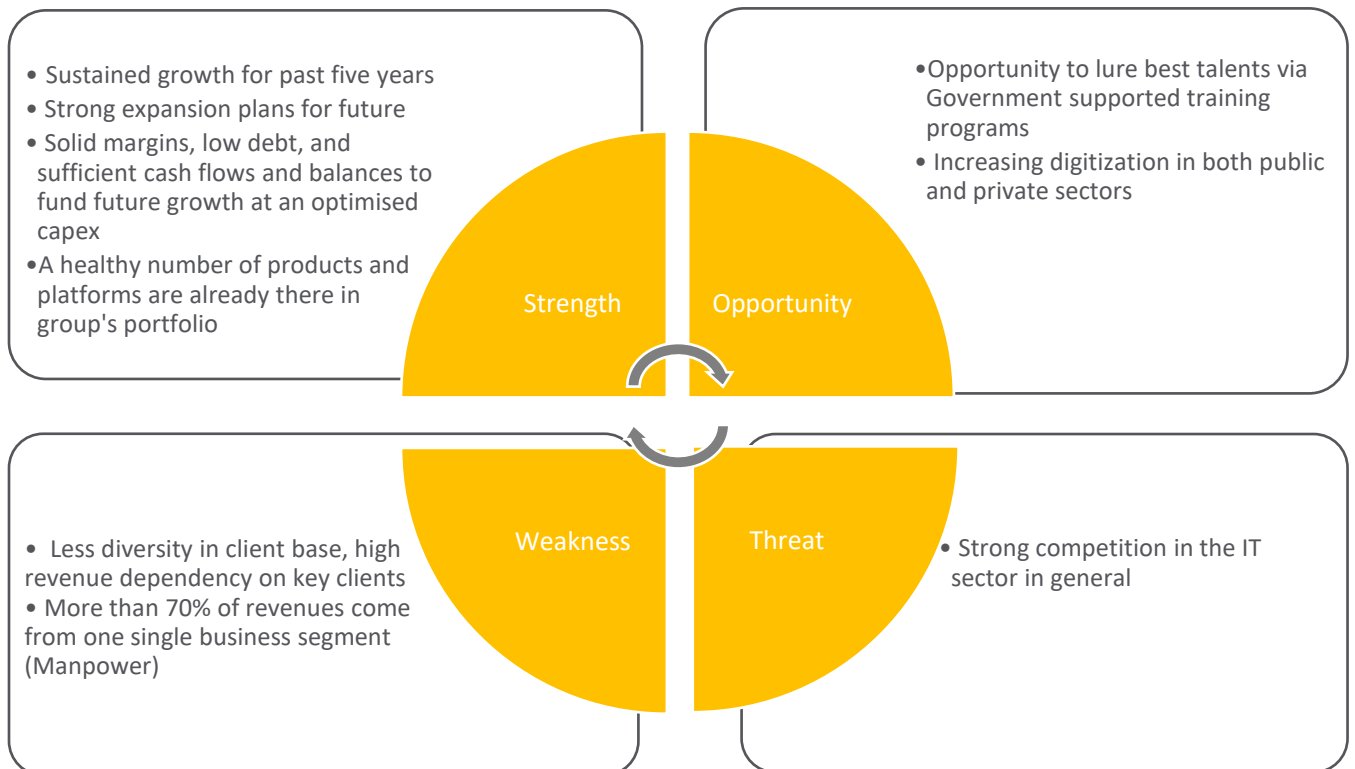 • Sustained growth for past five years
• Strong expansion plans for future
• Solid margins, low debt, and
sufficient cash flows and balances to
fund future growth at an optimised
capex
•A healthy number of products and
platforms are already there in
group's portfolio
Strength
•Opportunity to lure best talents via
Government supported training
programs
• Increasing digitization in both public
and private sectors
Opportunity
• Less diversity in client base, high
revenue dependency on key clients
• More than 70% of revenues come
from one single business segment
(Manpower)
Weakness
Threat
• Strong competition in the IT
sector in general